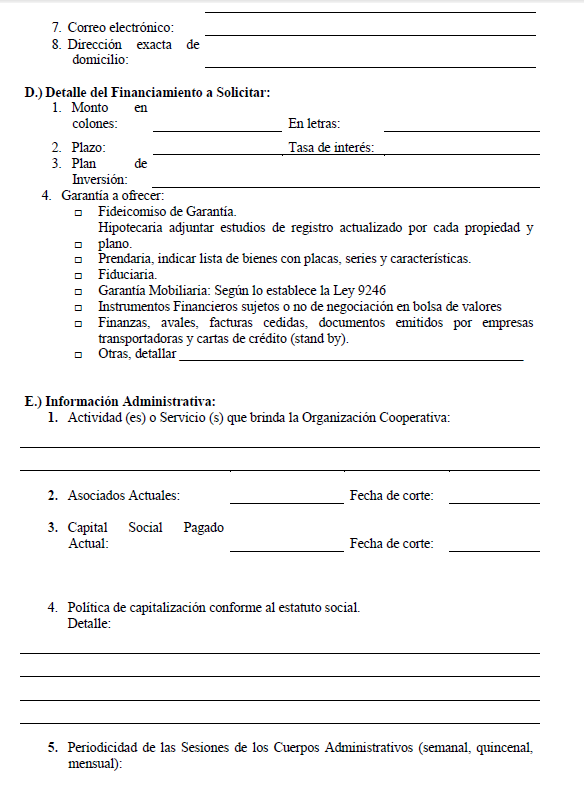 7. Correo electrónico:
8. Dirección exacta de
domicilio:
D.) Detalle del Financiamiento a Solicitar:
1. Monto en
colones: En letras:
2. Plazo: Tasa de interés:
3. Plan de
Inversión:
4. Garantía a ofrecer:
Fideicomiso de Garantía.
Hipotecaria adjuntar estudios de registro actualizado por cada propiedad y
plano.
Prendaria, indicar lista de bienes con placas, series y características.
Fiduciaria.
Garantía Mobiliaria: Según lo establece la Ley 9246
Instrumentos Financieros sujetos o no de negociación en bolsa de valores
Finanzas, avales, facturas cedidas, documentos emitidos por empresas
transportadoras y cartas de crédito (stand by).
Otras, detallar
E.) Información Administrativa:
1. Actividad (es) o Servicio (s) que brinda la Organización Cooperativa:
2. Asociados Actuales: Fecha de corte:
3. Capital Social Pagado
Actual: Fecha de corte:
4. Política de capitalización conforme al estatuto social.
Detalle:
5. Periodicidad de las Sesiones de los Cuerpos Administrativos (semanal, quincenal,
mensual):